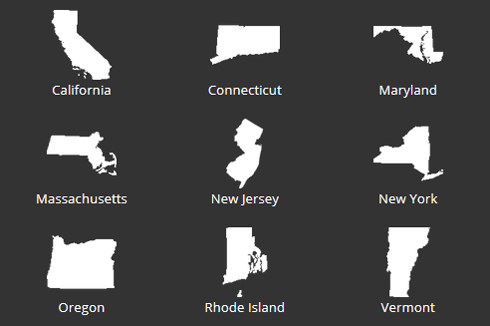 California
Connecticut
Maryland
Massachusetts
New Jersey
New York
Oregon
Rhode Island
Vermont